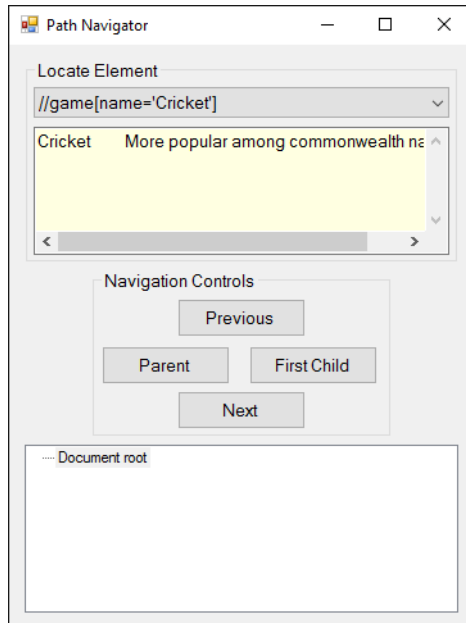 Path Navigator
Locate Element
//game[name='Cricket']
Cricket More popular among commonwealth na
Navigation Controls
Previous
Parent First Child
Next
Document root